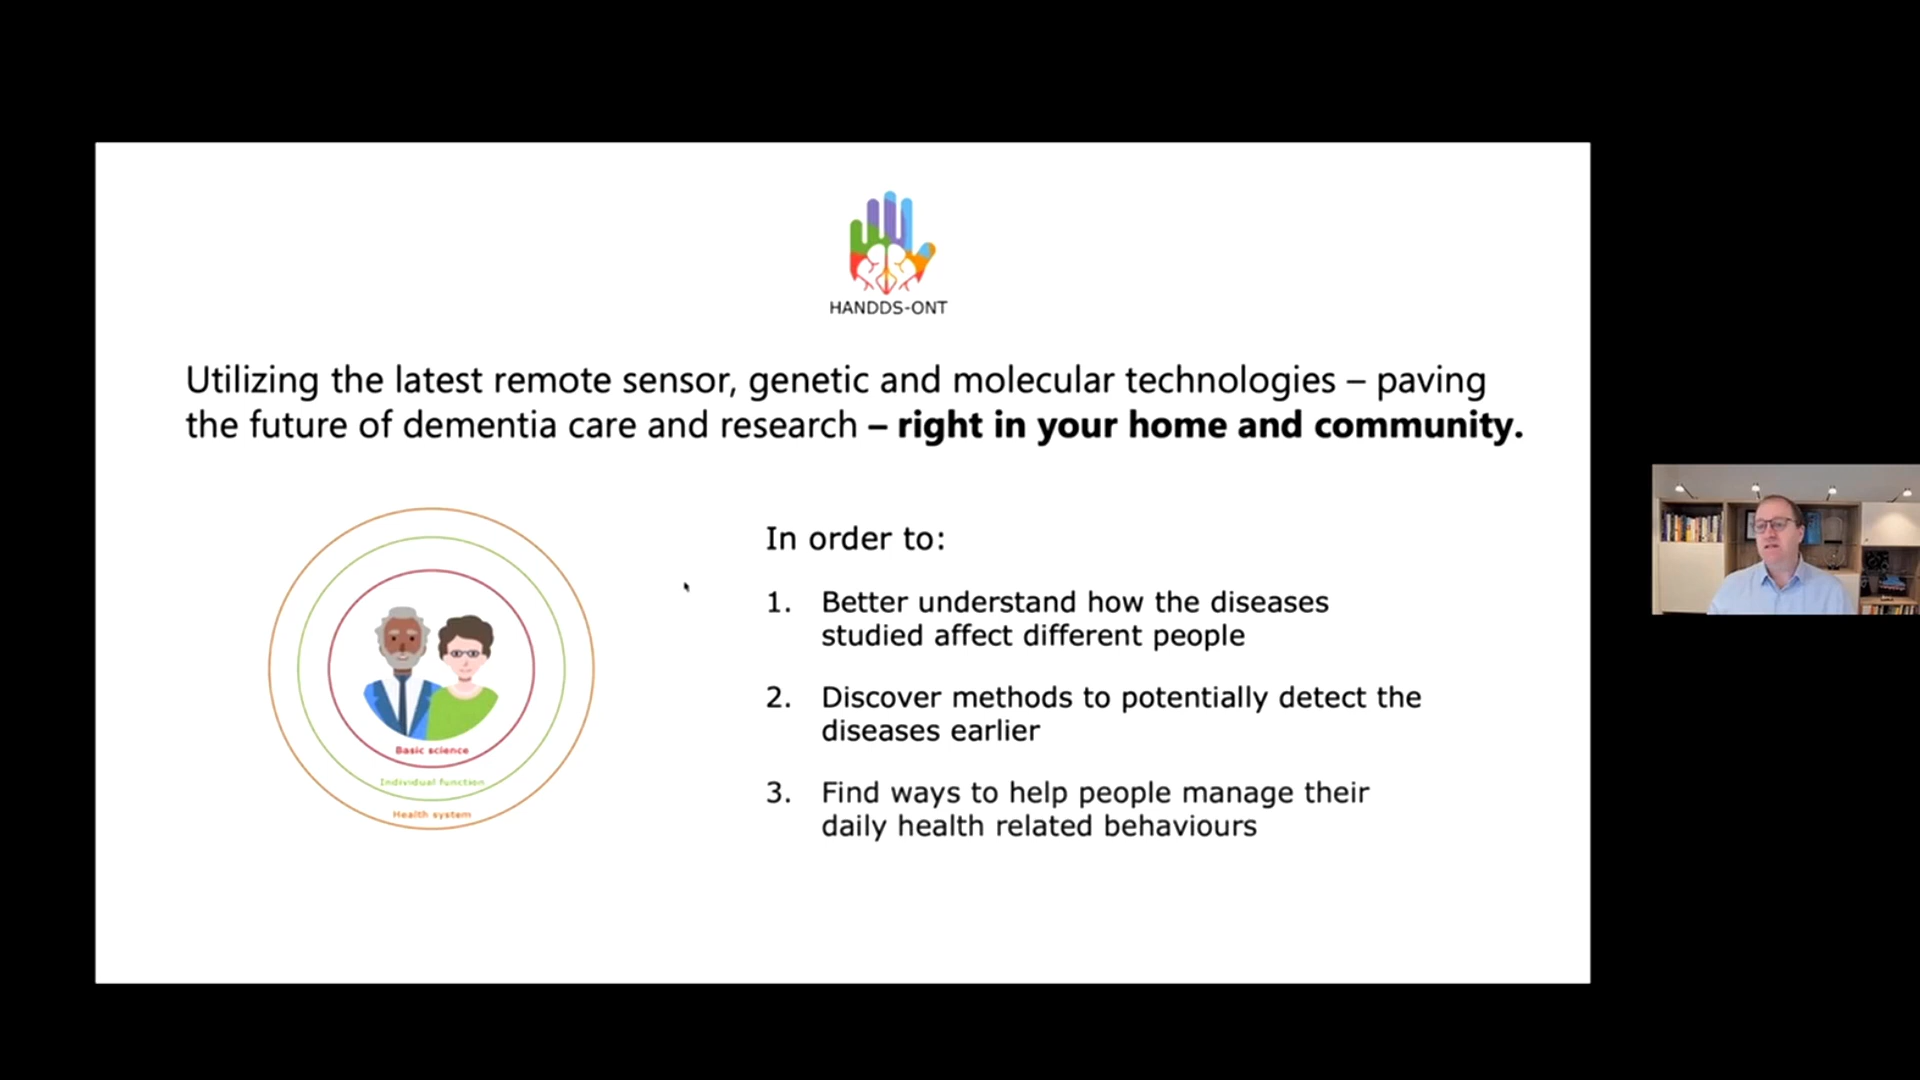 HANDDS-ONT
Utilizing the latest remote sensor, genetic and molecular technologies – paving
the future of dementia care and research – right in your home and community.
In order to:
1. Better understand how the diseases
studied affect different people
2. Discover methods to potentially detect the
diseases earlier
3. Find ways to help people manage their
daily health related behaviours
Basic science
Individual function
Health system